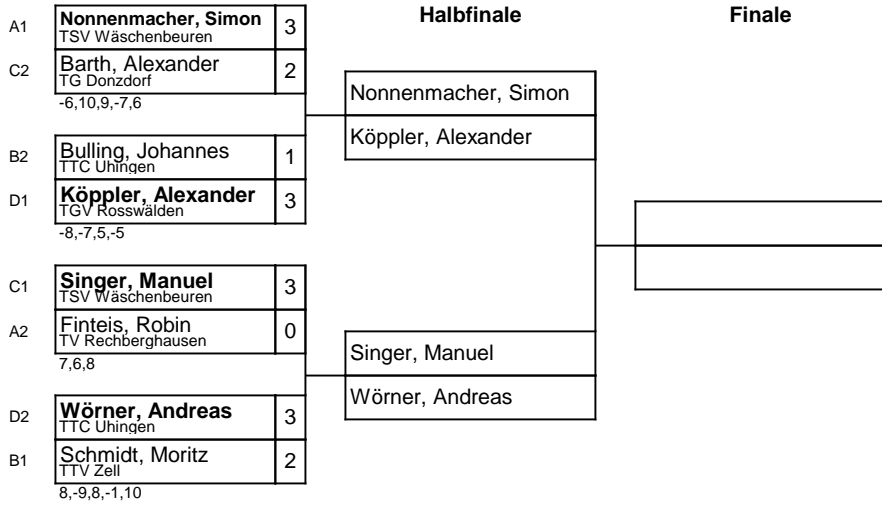 Halbfinale
Finale
A1 Nonnenmacher, Simon 3
TSV Wäschenbeuren
C2 Barth, Alexander 2
TG Donzdorf
-6,10,9,-7,6
B2 Bulling, Johannes 1
TTC Uhingen
D1 Köppler, Alexander 3
TGV Rosswälden
-8,-7,5,-5
C1 Singer, Manuel 3
TSV Wäschenbeuren
A2 Finteis, Robin 0
TV Rechberghausen
7,6,8
D2 Wörner, Andreas 3
TTC Uhingen
B1 Schmidt, Moritz 2
TTV Zell
8,-9,8,-1,10
Nonnenmacher, Simon
Köppler, Alexander
Singer, Manuel
Wörner, Andreas